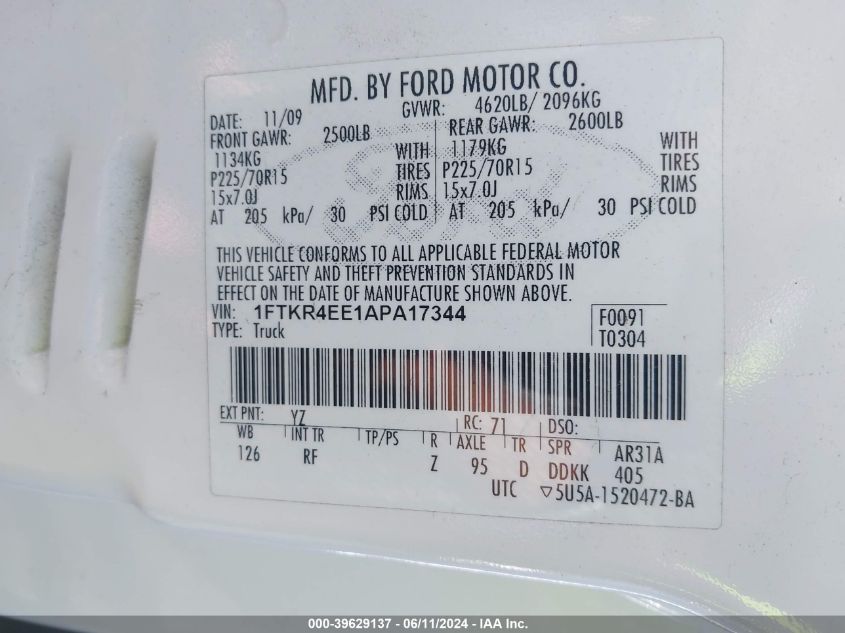 MFD. BY FORD MOTOR CO.
DATE: 11/09 GVWR: 4620LB/ 2096KG
FRONT GAWR: 2500LB REAR GAWR: 2600LB
1134KG WITH 1179KG WITH
P225/70R15 TIRES P225/70R15 TIRES
15x7.0J RIMS 15x7.0J RIMS
AT 205 kPa/ 30 PSI COLD AT 205 kPa/ 30 PSI COLD
THIS VEHICLE CONFORMS TO ALL APPLICABLE FEDERAL MOTOR
VEHICLE SAFETY AND THEFT PREVENTION STANDARDS IN
EFFECT ON THE DATE OF MANUFACTURE SHOWN ABOVE.
VIN: 1FTKR4EE1APA17344 F0091
TYPE: Truck T0304
EXT PNT: YZ RC: 71 DSO:
WB INT TR TP/PS R AXLE TR SPR AR31A
126 RF Z 95 D DDKK 405
UTC ▽5U5A-1520472-BA
000-39629137 - 06/11/2024 - IAA Inc.